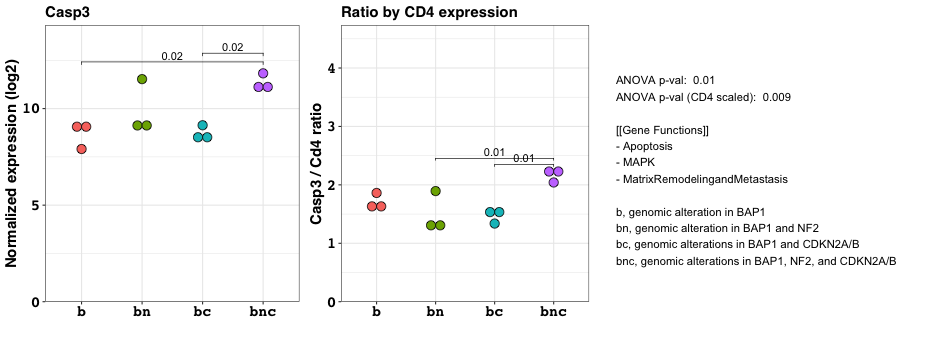 Casp3
Normalized expression (log2)
10
5
0
0.02
0.02
b bn bc bnc
Ratio by CD4 expression
Casp3 / Cd4 ratio
4
3
2
1
0
0.01
0.01
b bn bc bnc
ANOVA p-val: 0.01
ANOVA p-val (CD4 scaled): 0.009
[[Gene Functions]]
- Apoptosis
- MAPK
- MatrixRemodelingandMetastasis
b, genomic alteration in BAP1
bn, genomic alteration in BAP1 and NF2
bc, genomic alterations in BAP1 and CDKN2A/B
bnc, genomic alterations in BAP1, NF2, and CDKN2A/B